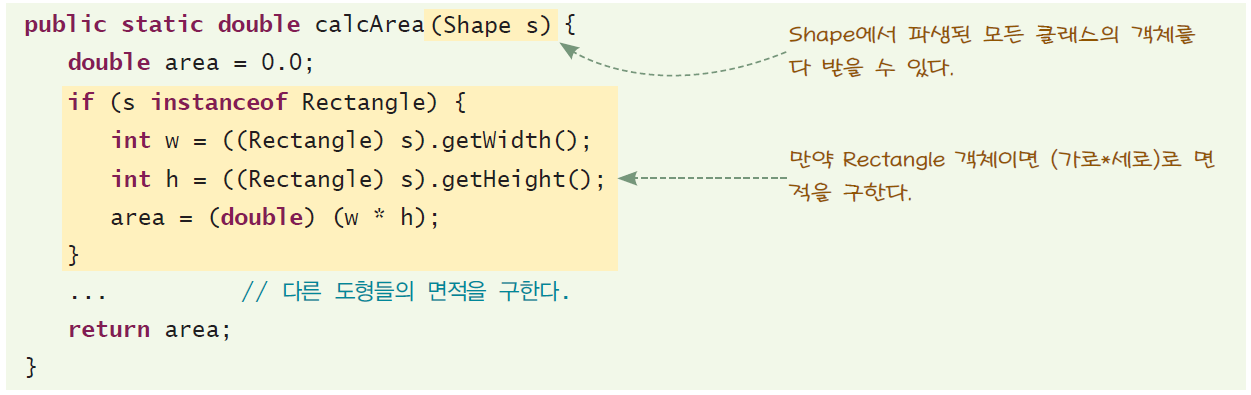 public static double calcArea(Shape s) {
double area = 0.0;
if (s instanceof Rectangle) {
int w = ((Rectangle) s).getWidth();
int h = ((Rectangle) s).getHeight();
area = (double) (w * h);
}
... // 다른 도형들의 면적을 구한다.
return area;
}
Shape에서 파생된 모든 클래스의 객체를
다 받을 수 있다.
만약 Rectangle 객체이면 (가로*세로)로 면
적을 구한다.